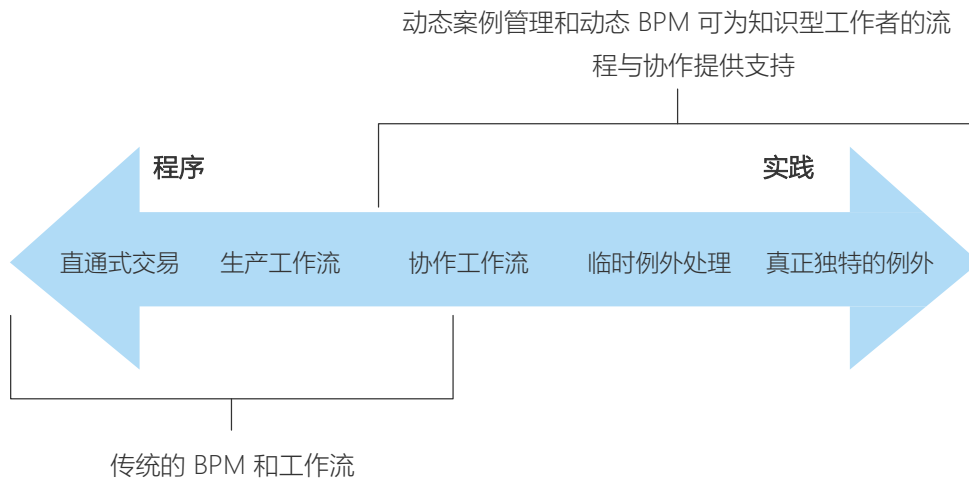 动态案例管理和动态 BPM 可为知识型工作者的流
程与协作提供支持
程序
实践
直通式交易
生产工作流
协作工作流
临时例外处理
真正独特的例外
传统的 BPM 和工作流